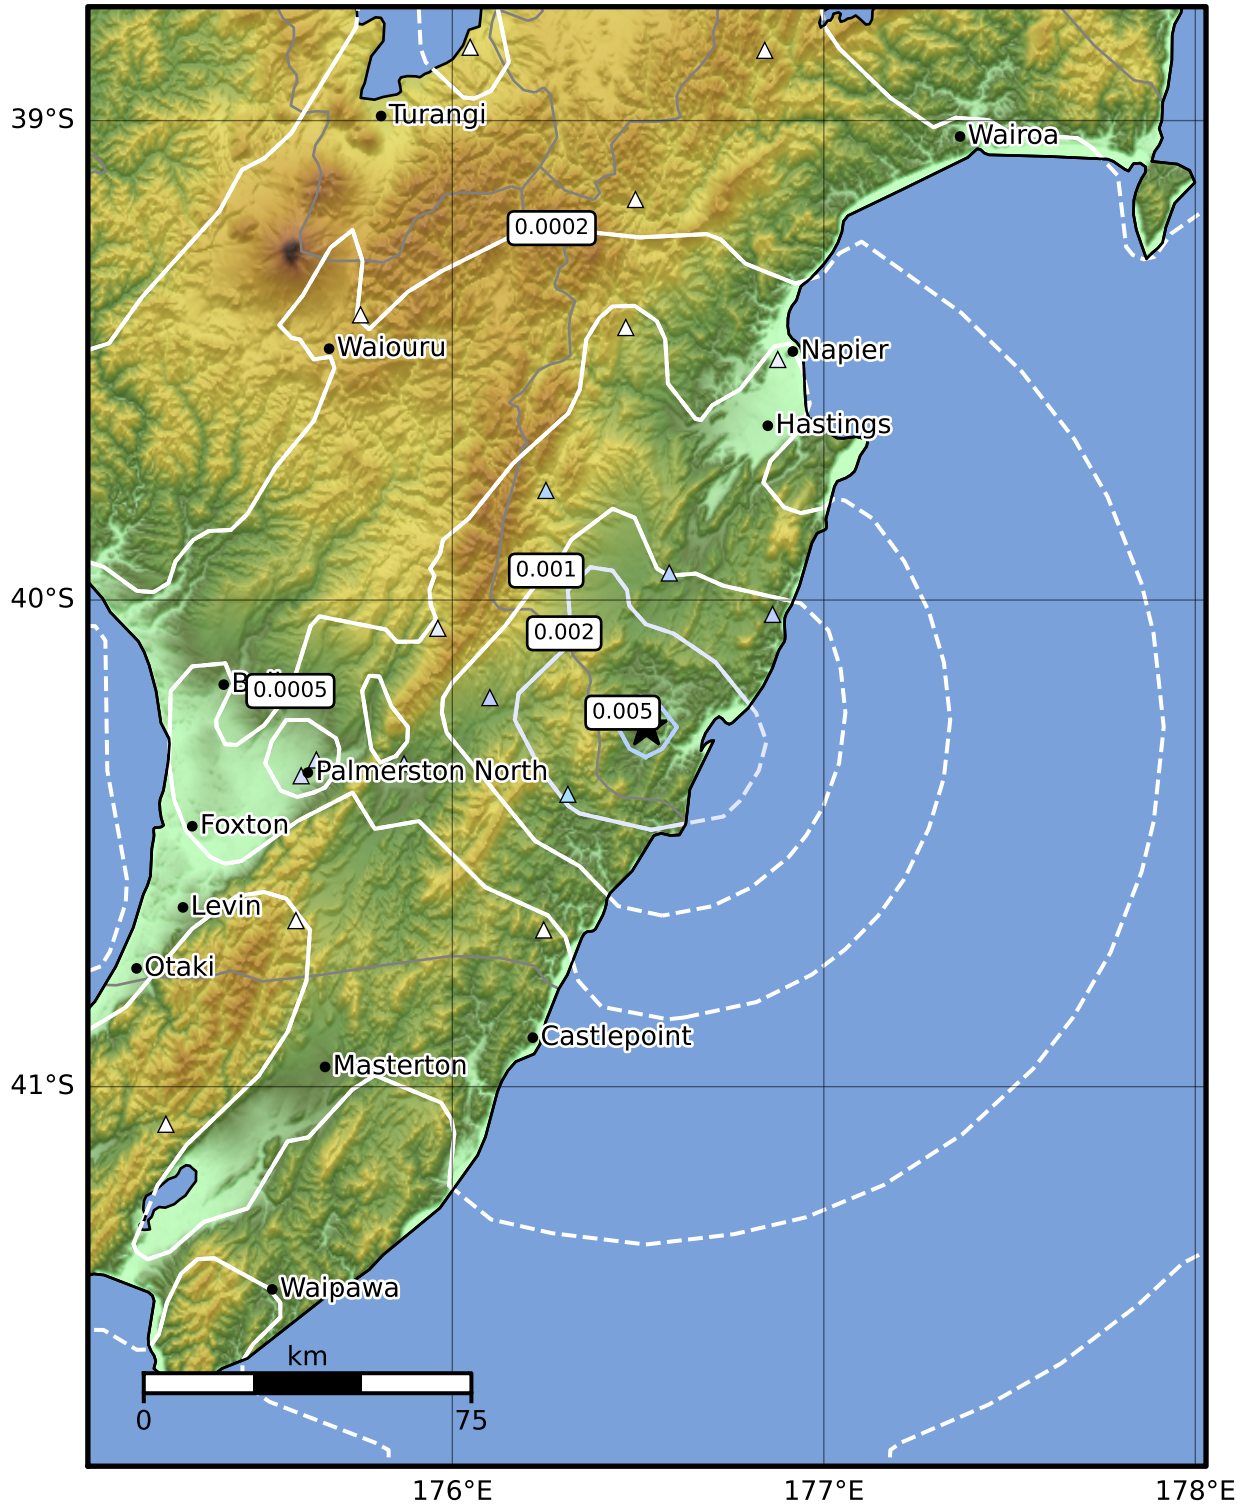 Turangi
39°S
Wairoa
0.0002
Waiouru
Napier
Hastings
0.001
40°S
0.002
0.0005
0.005
Palmerston North
Foxton
Levin
Otaki
Castlepoint
Masterton
41°S
Waipawa
km
0 75
176°E 177°E 178°E